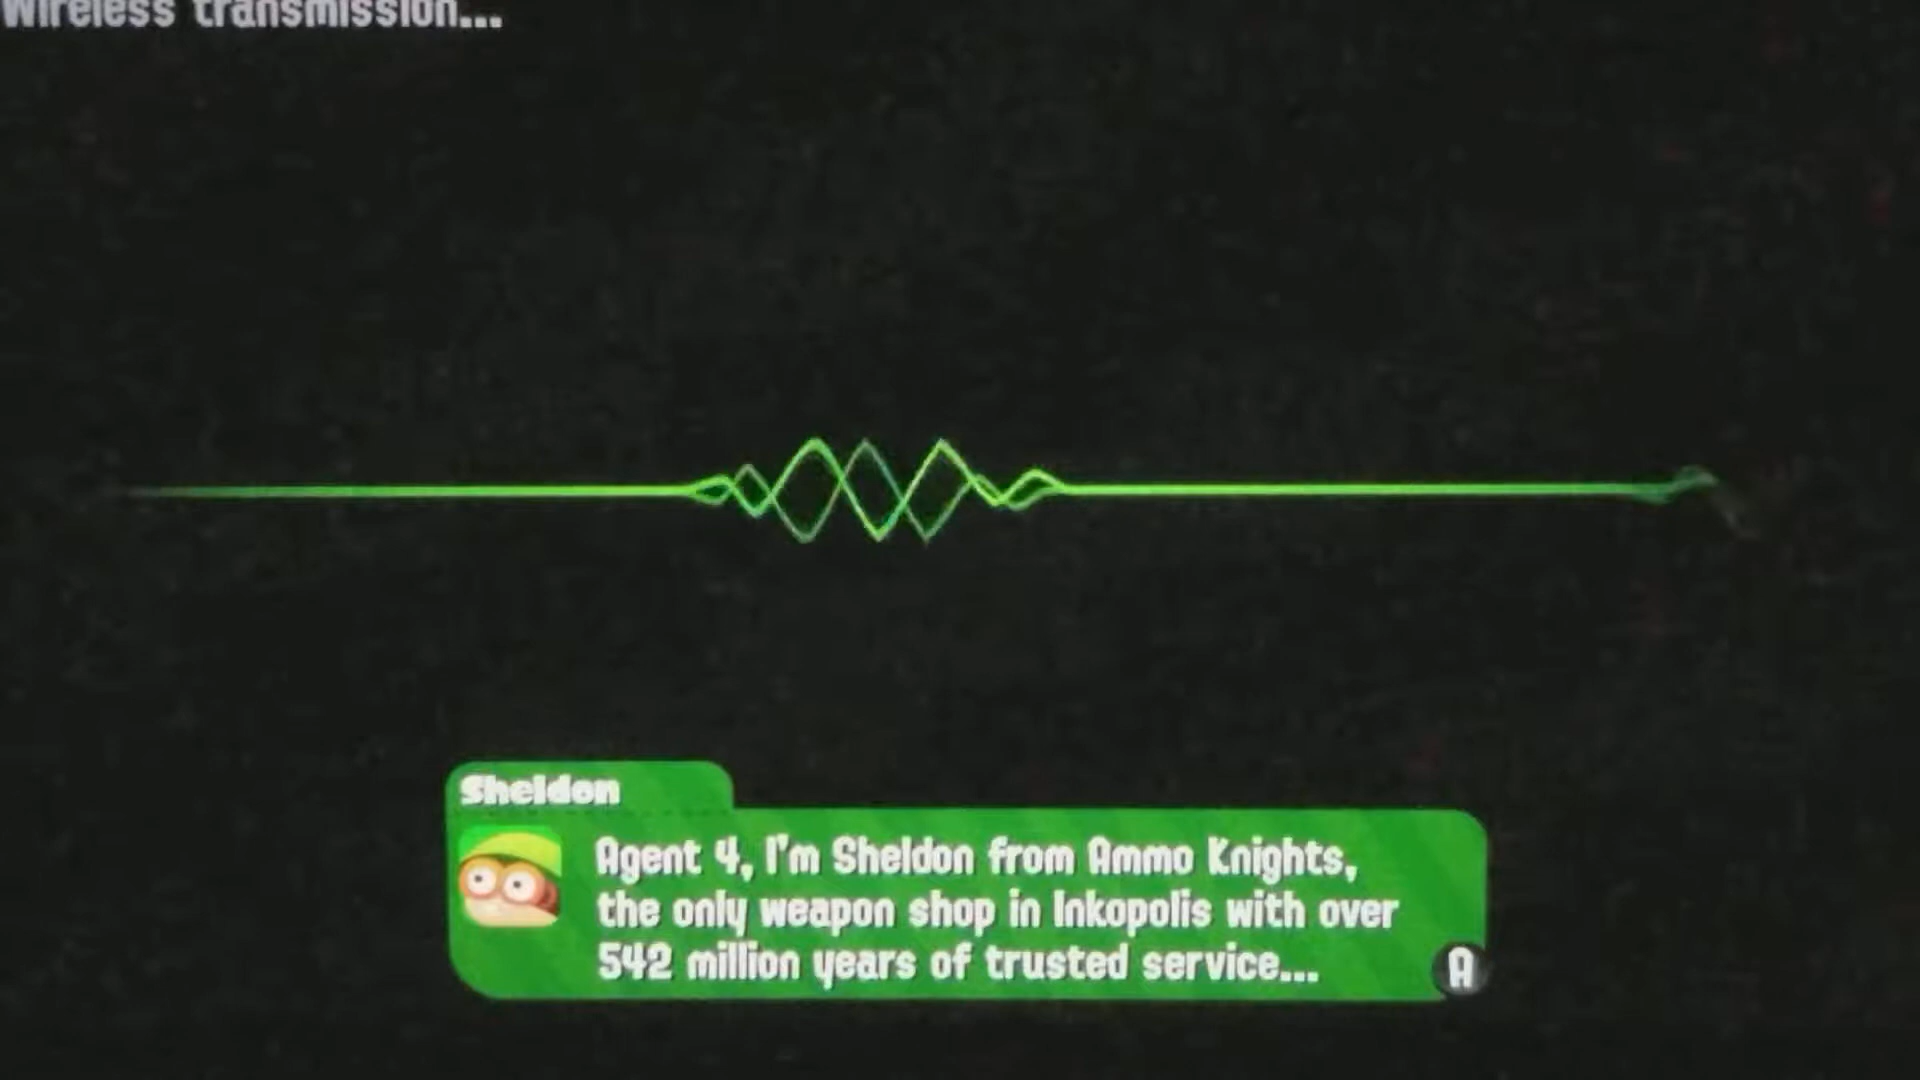 Wireless transmission...
Sheldon
Agent 4, I'm Sheldon from Ammo Knights,
the only weapon shop in Inkopolis with over
542 million years of trusted service...
A